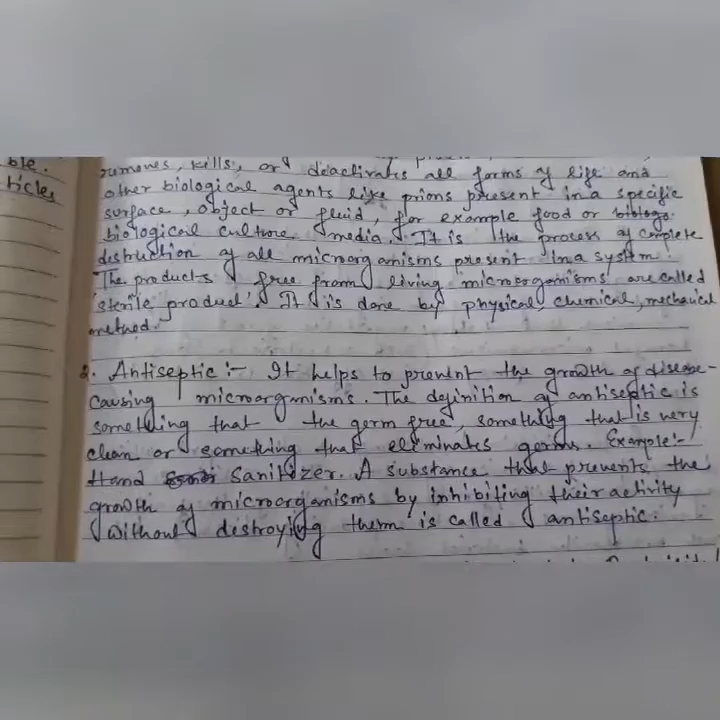 ble.
ticles
removes, kills, or deactivates all forms of life and
other biological agents like prions present in a specific
surface, object or fluid, for example food or biologo
biological culture media. It is the process of complete
destruction of all microorganisms present in a system.
The products free from living microorganisms are called
'sterile product'. It is done by physical, chemical, mechanical
method.
2. Antiseptic :- It helps to prevent the growth of disease-
causing microorganisms. The definition of antiseptic is
something that the germ free, something that is very
clean or something that eliminates germs. Example:-
Hand Sanitizer. A substance that prevents the
growth of microorganisms by inhibiting their activity
without destroying them is called antiseptic.